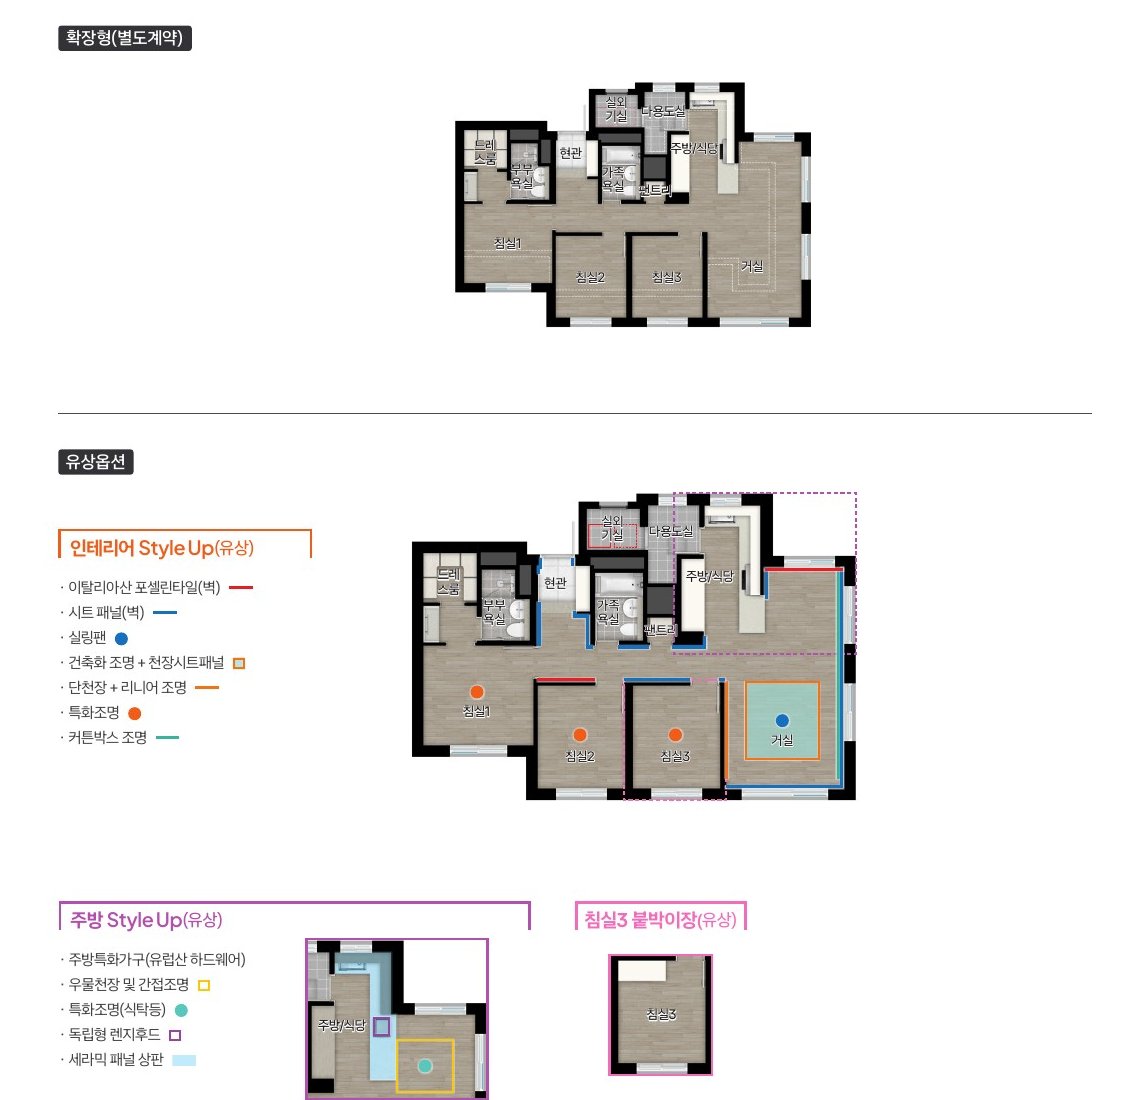 확장형(별도계약)
실외
기실
다용도실
드레
스룸
현관
주방/식당
부부
욕실
가족
욕실
팬트리
침실1
거실
침실2
침실3
유상옵션
인테리어 Style Up(유상)
· 이탈리아산 포셀린타일(벽)
· 시트 패널(벽)
· 실링팬
· 건축화 조명 + 천장시트패널
· 단천장 + 리니어 조명
· 특화조명
· 커튼박스 조명
실외
기실
다용도실
드레
스룸
현관
주방/식당
부부
욕실
가족
욕실
팬트리
침실1
거실
침실2
침실3
주방 Style Up(유상)
· 주방특화가구(유럽산 하드웨어)
· 우물천장 및 간접조명
· 특화조명(식탁등)
· 독립형 렌지후드
· 세라믹 패널 상판
주방/식당
침실3 붙박이장(유상)
침실3